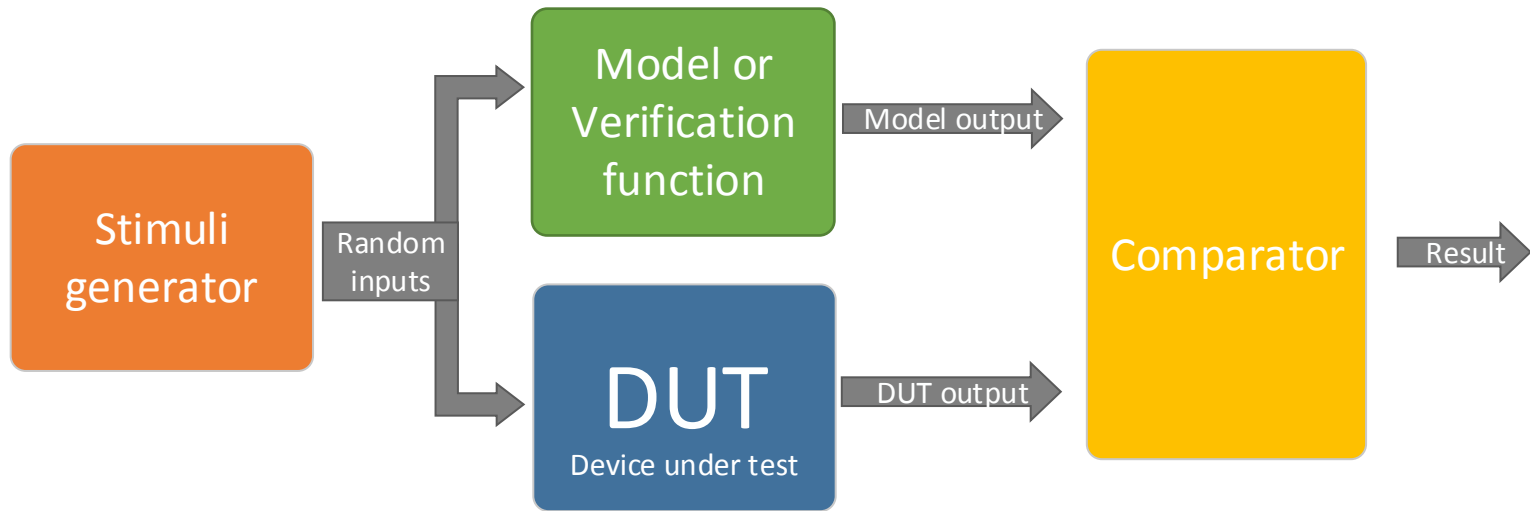 Stimuli
generator
Random
inputs
Model or
Verification
function
DUT
Device under test
Model output
DUT output
Comparator
Result